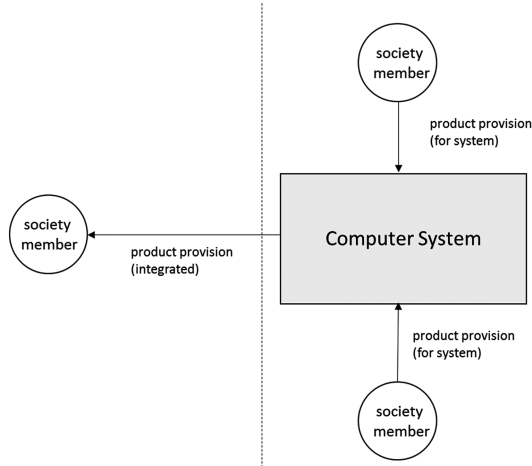 society
member
product provision
(for system)
Computer System
society
member
product provision
(integrated)
product provision
(for system)
society
member